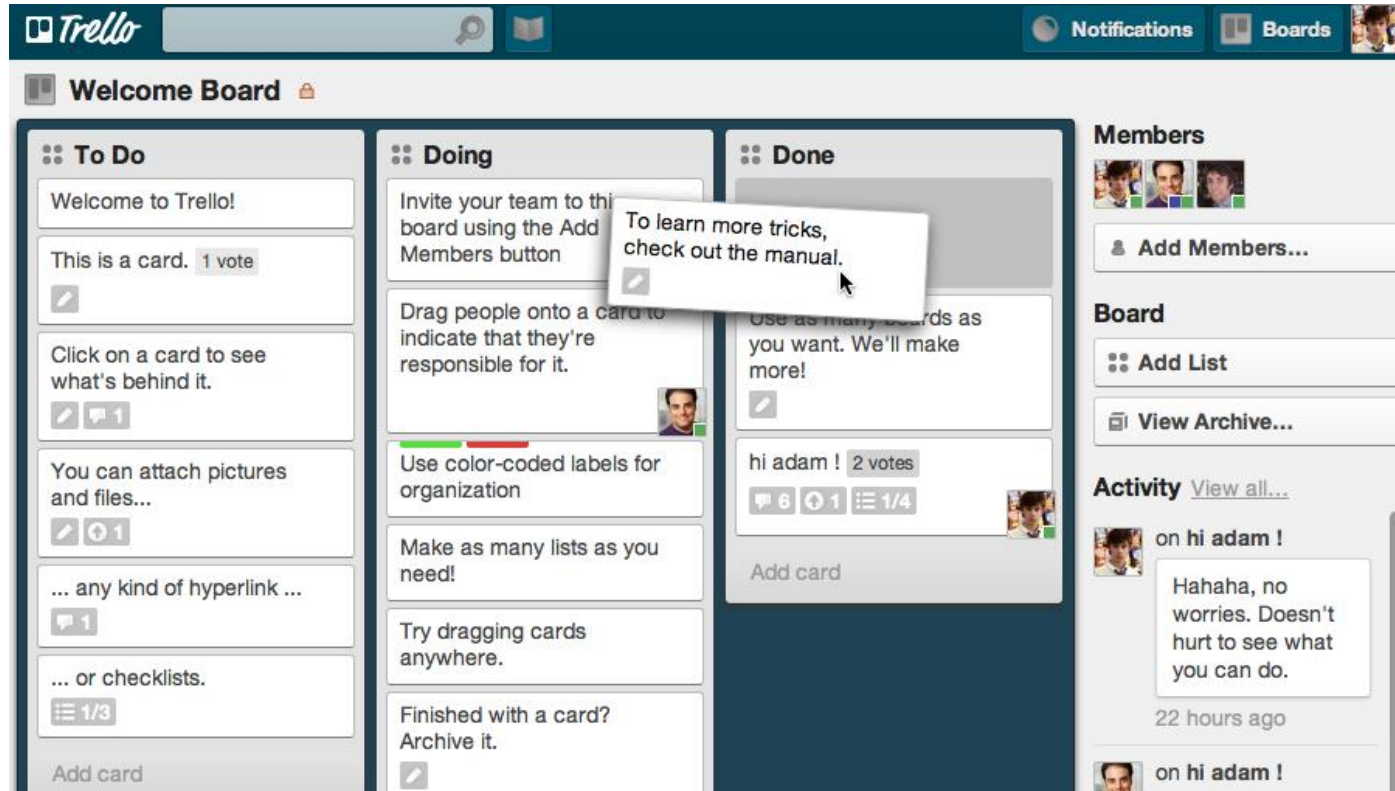 Trello
Notifications
Boards
Welcome Board
To Do
Welcome to Trello!
This is a card. 1 vote
Click on a card to see
what's behind it.
1
You can attach pictures
and files...
1
... any kind of hyperlink ...
1
... or checklists.
1/3
Add card
Doing
Invite your team to thi
board using the Add
Members button
Drag people onto a card to
indicate that they're
responsible for it.
Use color-coded labels for
organization
Make as many lists as you
need!
Try dragging cards
anywhere.
Finished with a card?
Archive it.
To learn more tricks,
check out the manual.
Done
Use as many boards as
you want. We'll make
more!
hi adam ! 2 votes
6 1 1/4
Add card
Members
Add Members...
Board
Add List
View Archive...
Activity View all...
on hi adam !
Hahaha, no
worries. Doesn't
hurt to see what
you can do.
22 hours ago
on hi adam !